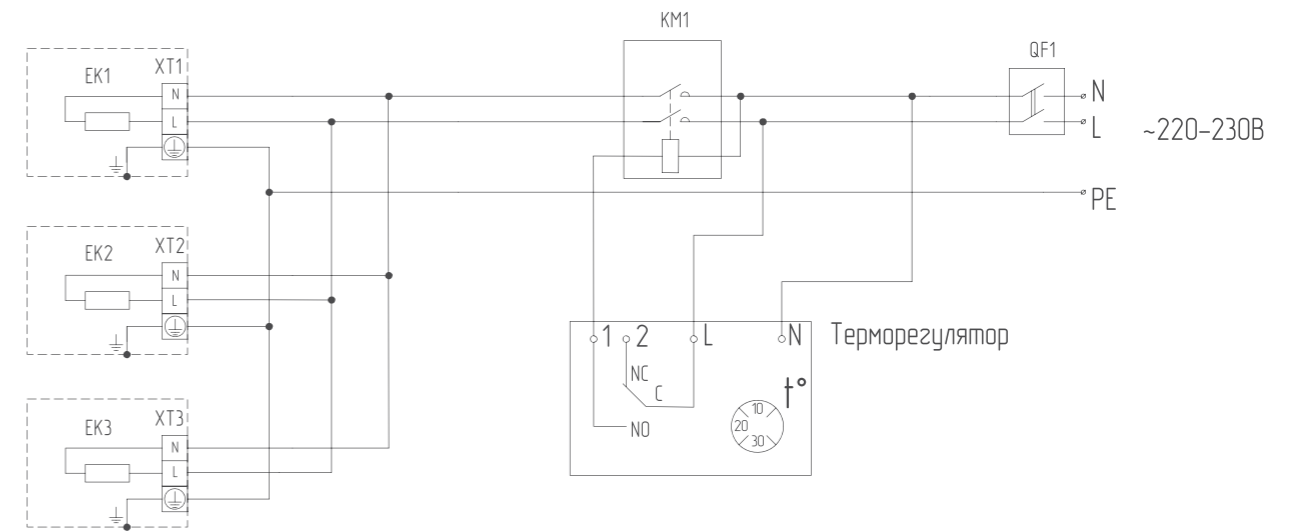 KM1
QF1
EK1
XT1
N
L
N
L
~220-230В
PE
EK2
XT2
N
L
1
2
L
N
Терморегулятор
NC
C
t°
NO
10
20
30
EK3
XT3
N
L